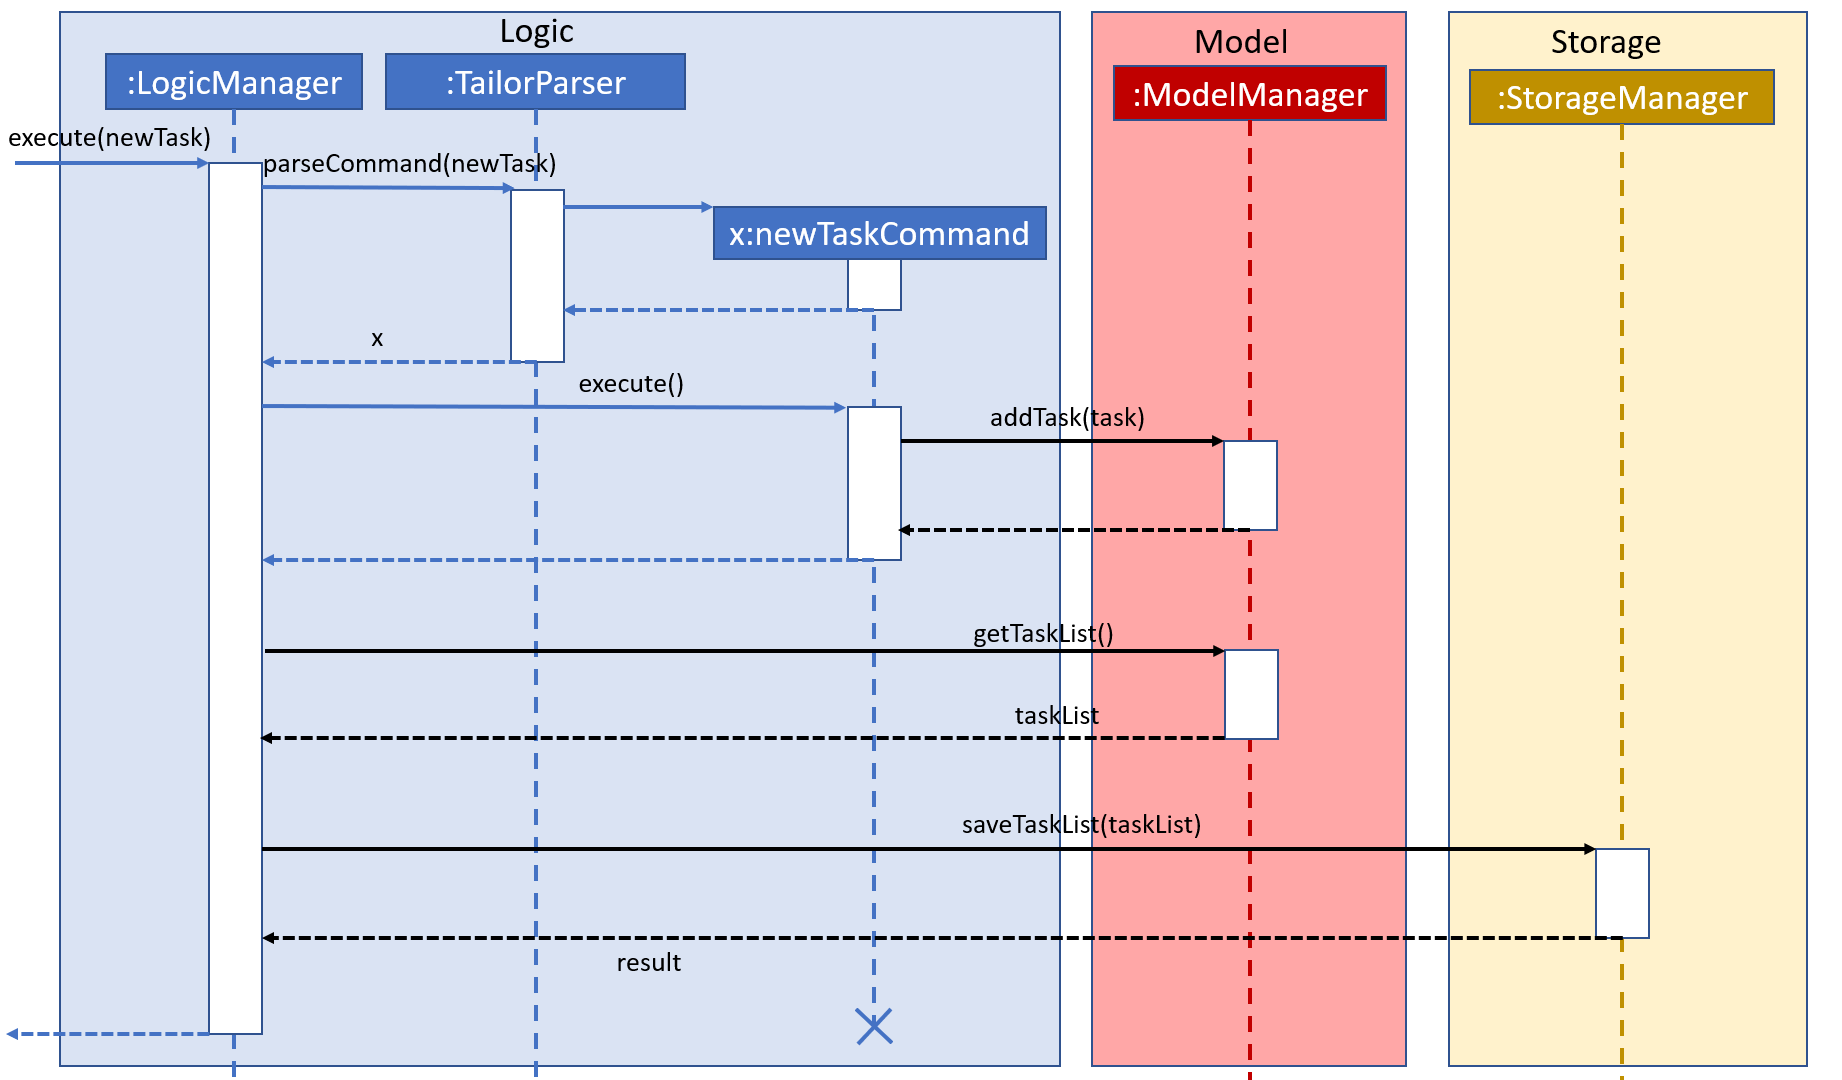 Logic
Model
Storage
:LogicManager
:TailorParser
:ModelManager
:StorageManager
execute(newTask)
parseCommand(newTask)
x:newTaskCommand
x
execute()
addTask(task)
getTaskList()
taskList
saveTaskList(taskList)
result